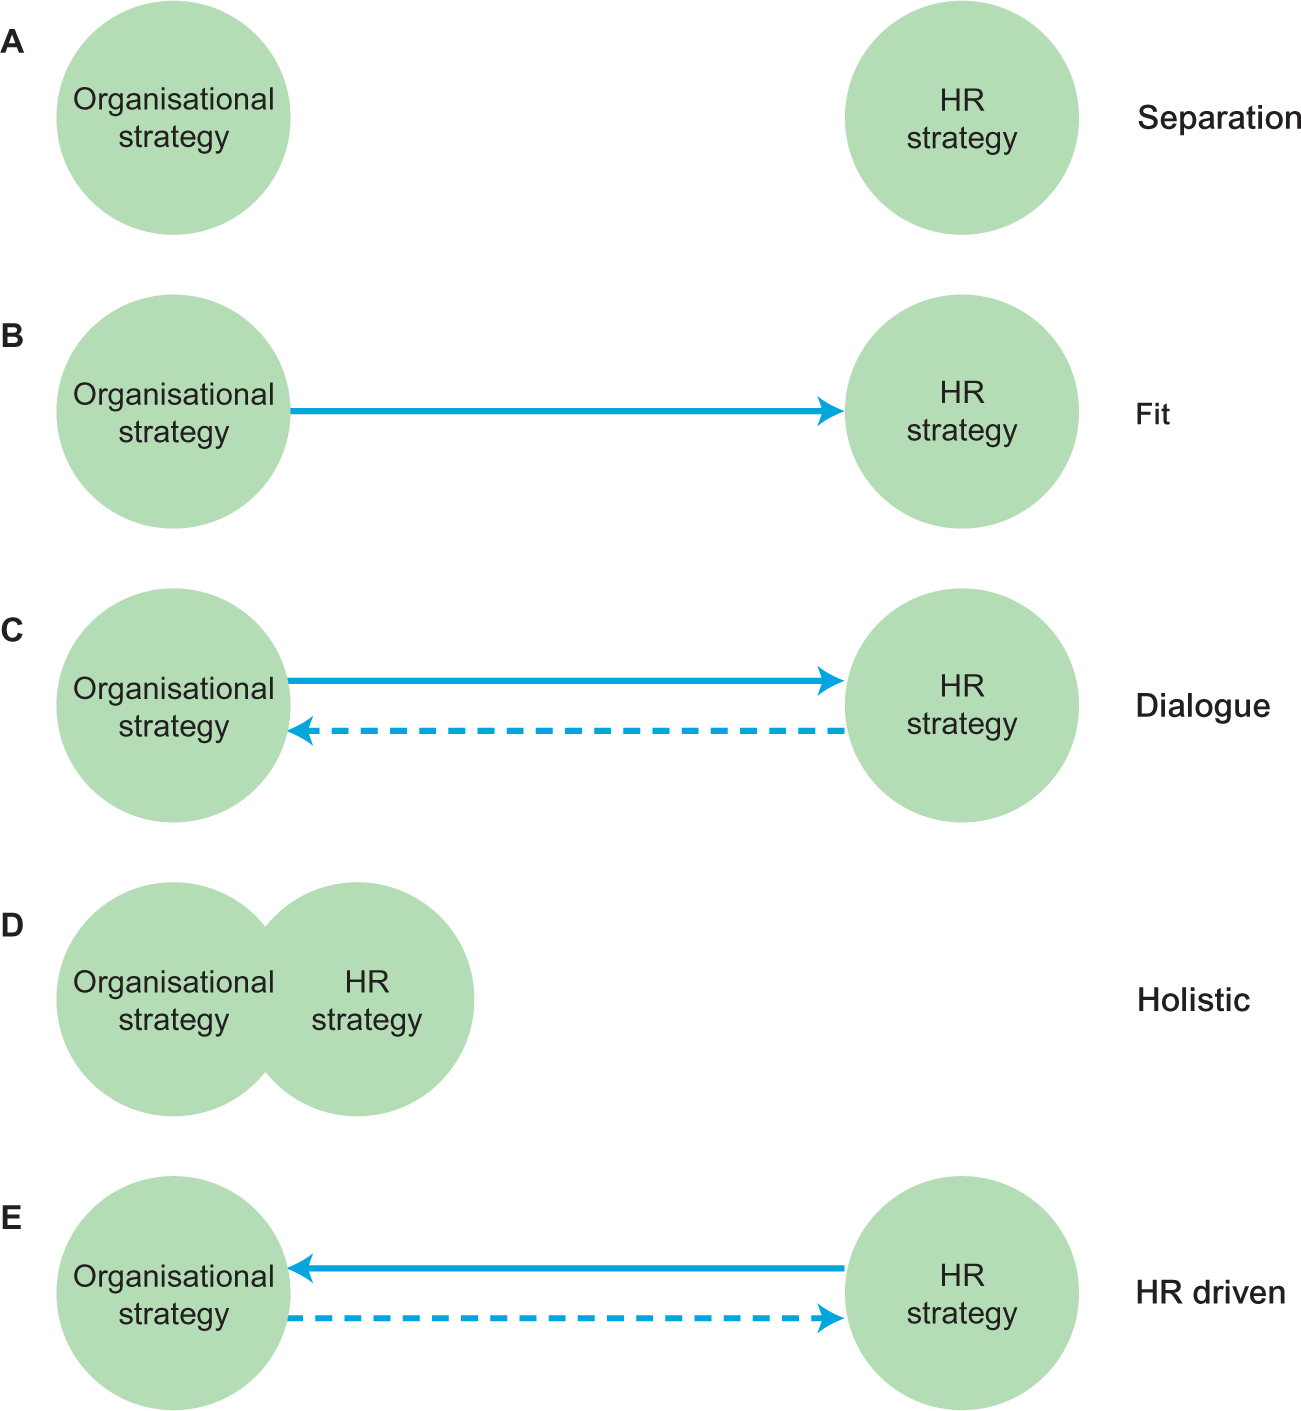 A
Organisational
strategy
HR
strategy
Separation
B
Organisational
strategy
HR
strategy
Fit
C
Organisational
strategy
HR
strategy
Dialogue
D
Organisational
strategy
HR
strategy
Holistic
E
Organisational
strategy
HR
strategy
HR driven